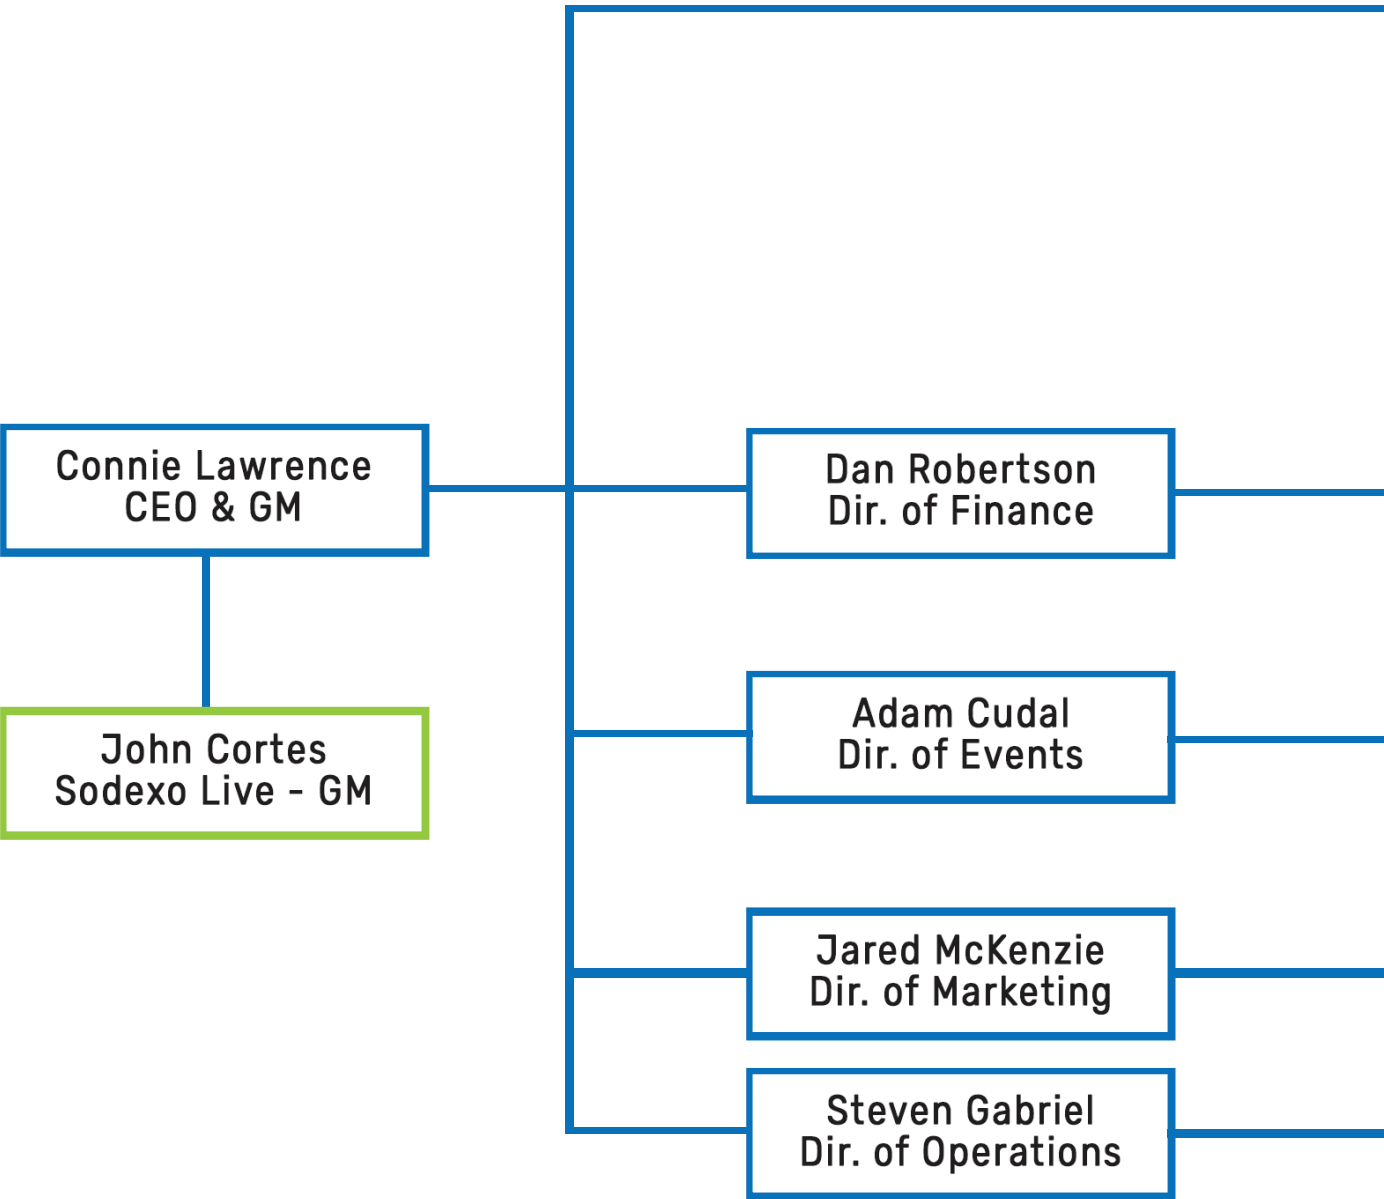 Connie Lawrence
CEO & GM
John Cortes
Sodexo Live - GM
Dan Robertson
Dir. of Finance
Adam Cudal
Dir. of Events
Jared McKenzie
Dir. of Marketing
Steven Gabriel
Dir. of Operations